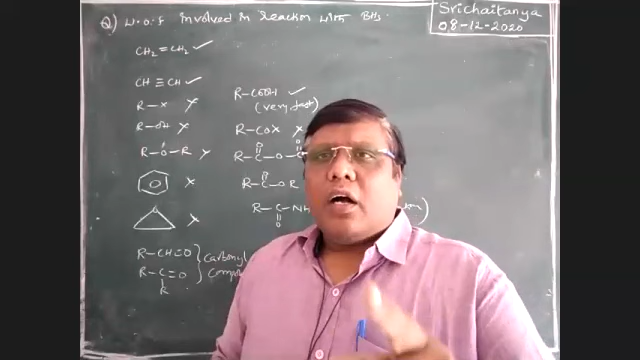 Q) W.O.F involved in Reaction with BH3.
Srichaitanya
08-12-2020
CH2=CH2 ✓
CH≡CH ✓
R-X ✗
R-OH ✗
R-O-R ✗
✗
✗
R-CH=O
R-C=O
R
Carbonyl
R-COOH ✓
(very fast)
R-COX ✗
R-C-O-C
O
R-C-OR
O
R-C-NH
O